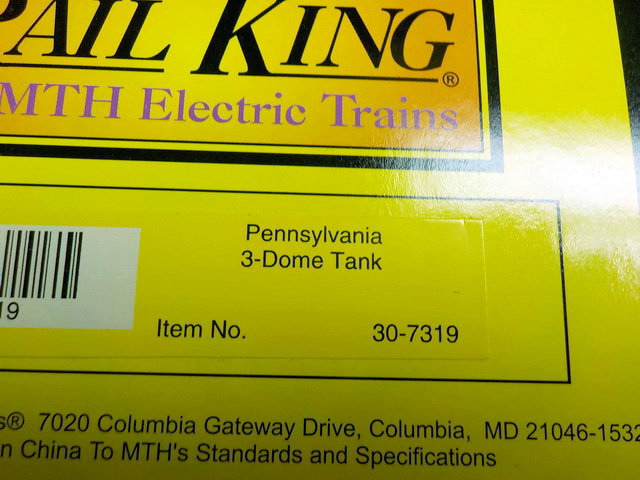 RAIL KING®
MTH Electric Trains
Pennsylvania
3-Dome Tank
19
Item No. 30-7319
s® 7020 Columbia Gateway Drive, Columbia, MD 21046-1532
n China To MTH's Standards and Specifications